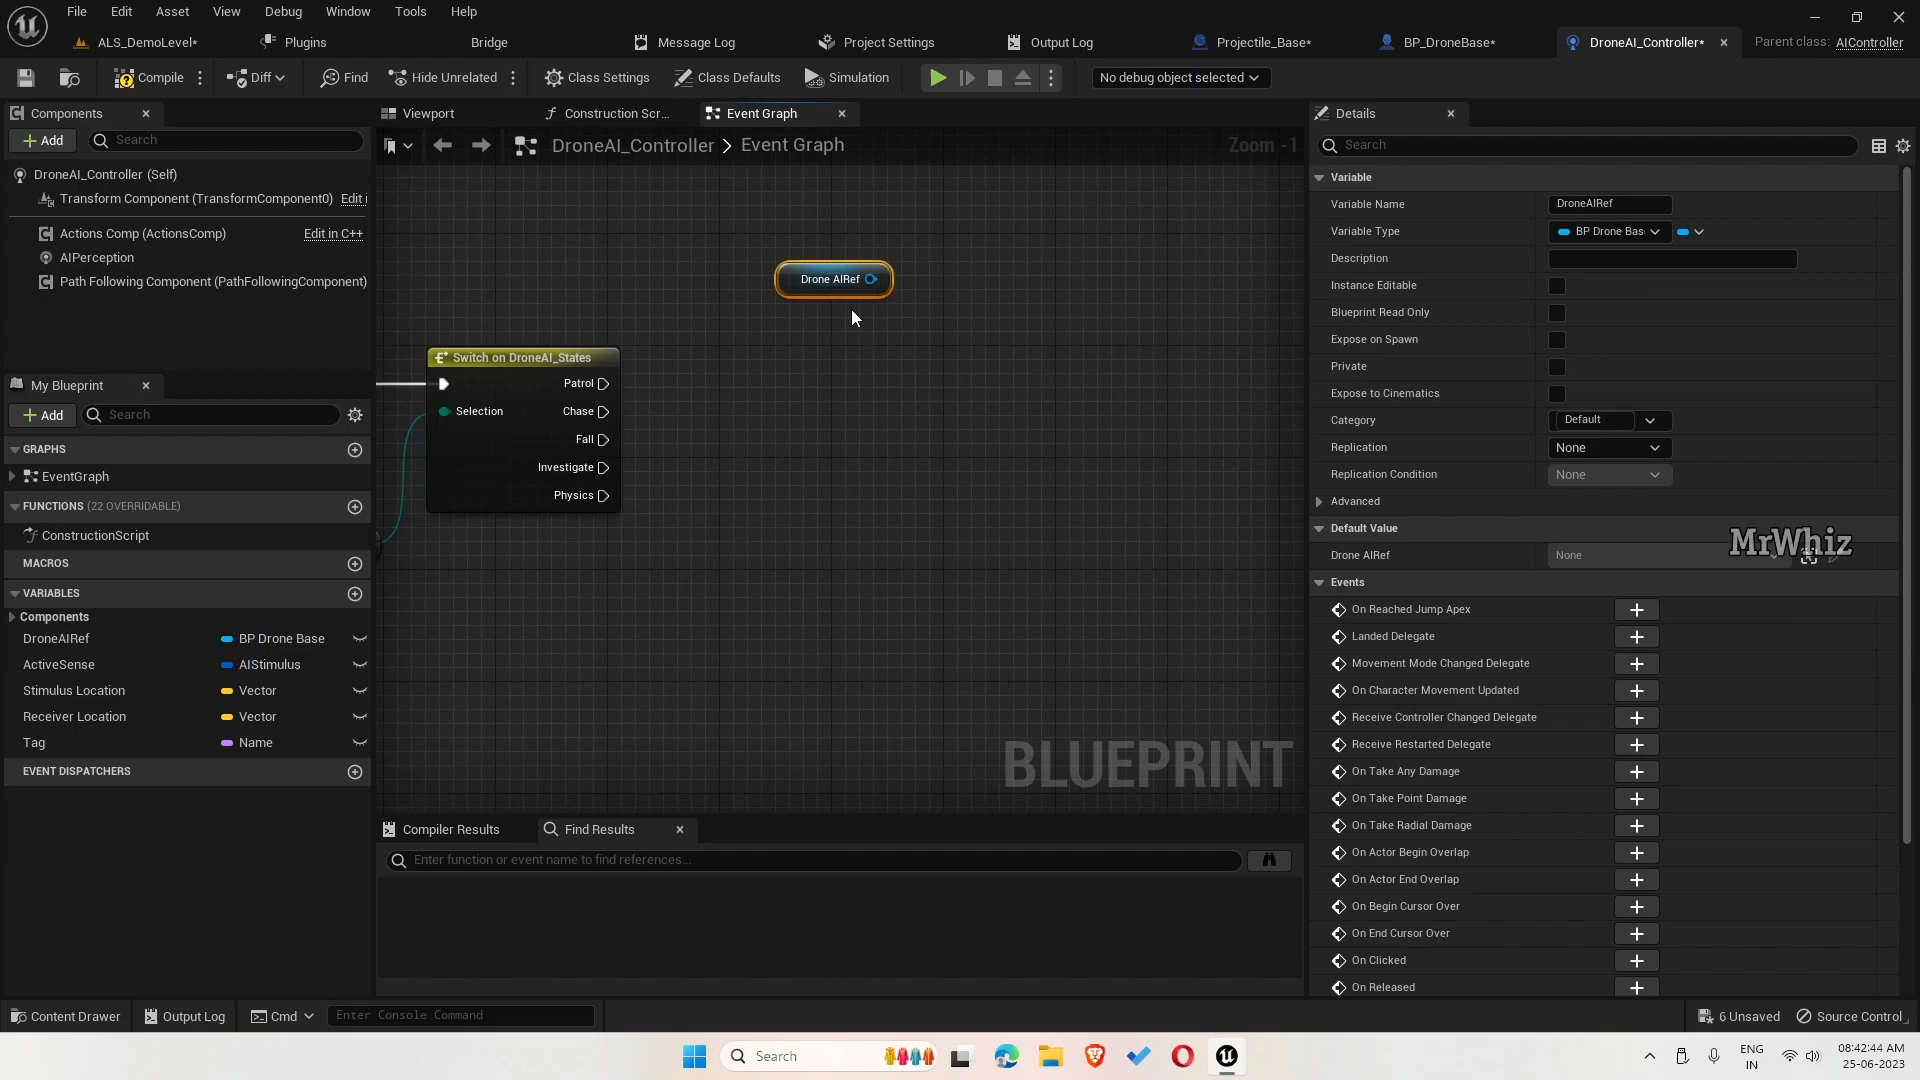 File Edit Asset View Debug Window Tools Help
ALS_DemoLevel* Plugins Bridge Message Log Project Settings Output Log Projectile_Base* BP_DroneBase* DroneAI_Controller* Parent class: AIController
Compile Diff Find Hide Unrelated Class Settings Class Defaults Simulation No debug object selected
Components
Add Search
DroneAI_Controller (Self)
Transform Component (TransformComponent0) Edit i
Actions Comp (ActionsComp) Edit in C++
AIPerception
Path Following Component (PathFollowingComponent)
My Blueprint
Add Search
GRAPHS
EventGraph
FUNCTIONS (22 OVERRIDABLE)
ConstructionScript
MACROS
VARIABLES
Components
DroneAIRef BP Drone Base
ActiveSense AIStimulus
Stimulus Location Vector
Receiver Location Vector
Tag Name
EVENT DISPATCHERS
Viewport Construction Scr... Event Graph
DroneAI_Controller > Event Graph Zoom -1
Drone AIRef
Switch on DroneAI_States
Patrol
Selection Chase
Fall
Investigate
Physics
BLUEPRINT
Compiler Results Find Results
Enter function or event name to find references...
Details
Search
Variable
Variable Name DroneAIRef
Variable Type BP Drone Bas
Description
Instance Editable
Blueprint Read Only
Expose on Spawn
Private
Expose to Cinematics
Category Default
Replication None
Replication Condition None
Advanced
Default Value
MrWhiz
Drone AIRef None
Events
On Reached Jump Apex
Landed Delegate
Movement Mode Changed Delegate
On Character Movement Updated
Receive Controller Changed Delegate
Receive Restarted Delegate
On Take Any Damage
On Take Point Damage
On Take Radial Damage
On Actor Begin Overlap
On Actor End Overlap
On Begin Cursor Over
On End Cursor Over
On Clicked
On Released
Content Drawer Output Log Cmd Enter Console Command 6 Unsaved Source Control
Search ENG IN 08:42:44 AM 25-06-2023